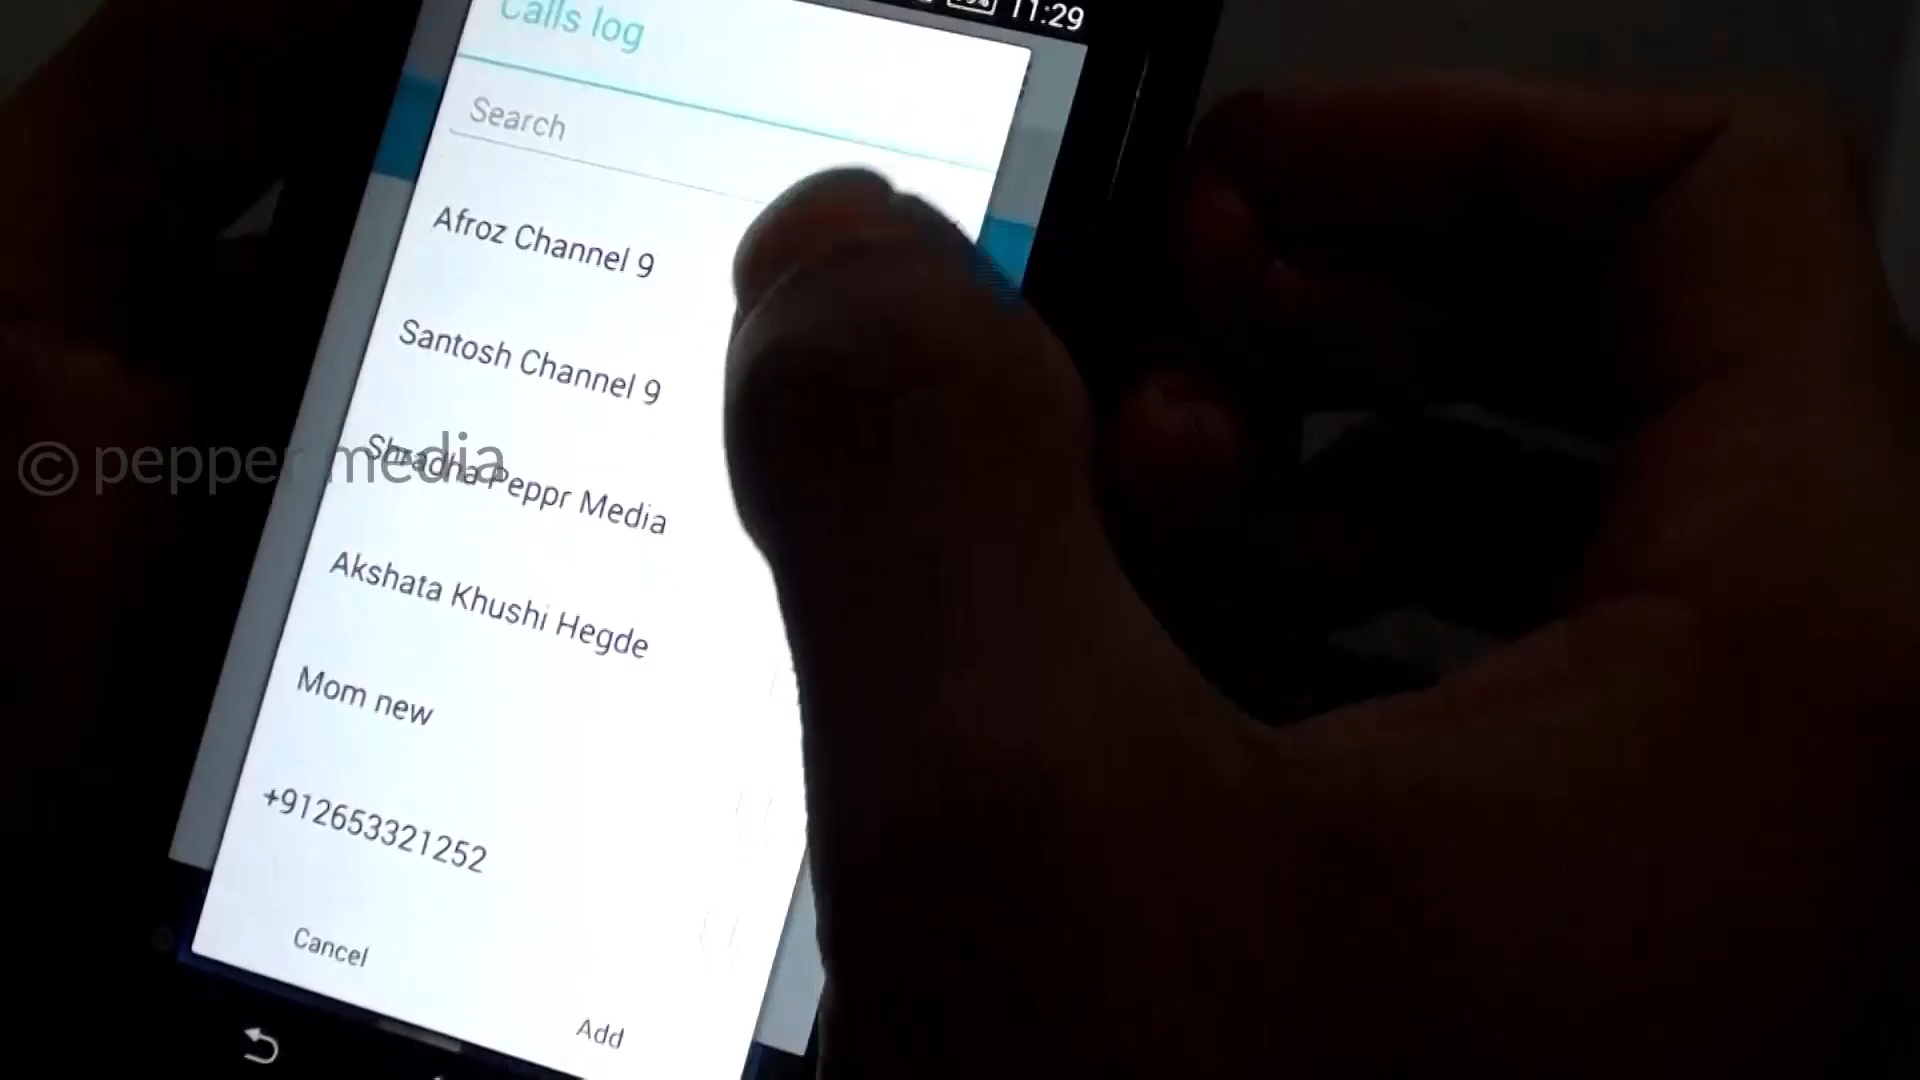 11:29
Calls log
Search
Afroz Channel 9
Santosh Channel 9
Shradha Peppr Media
© pepper media
Akshata Khushi Hegde
Mom new
+912653321252
Cancel
Add